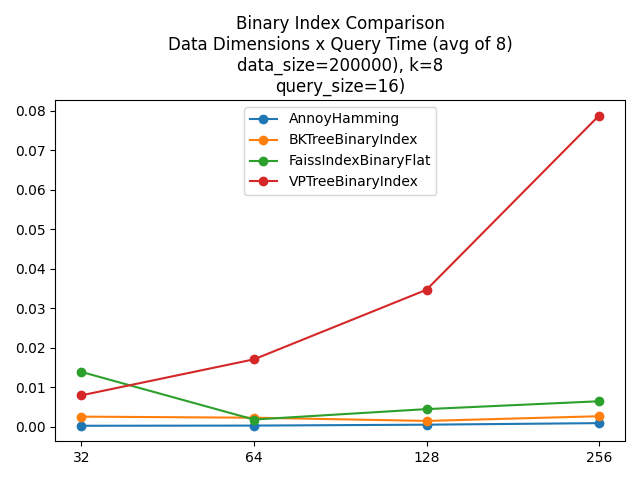 Binary Index Comparison
Data Dimensions x Query Time (avg of 8)
data_size=200000), k=8
query_size=16)
AnnoyHamming
BKTreeBinaryIndex
FaissIndexBinaryFlat
VPTreeBinaryIndex
0.08
0.07
0.06
0.05
0.04
0.03
0.02
0.01
0.00
32 64 128 256